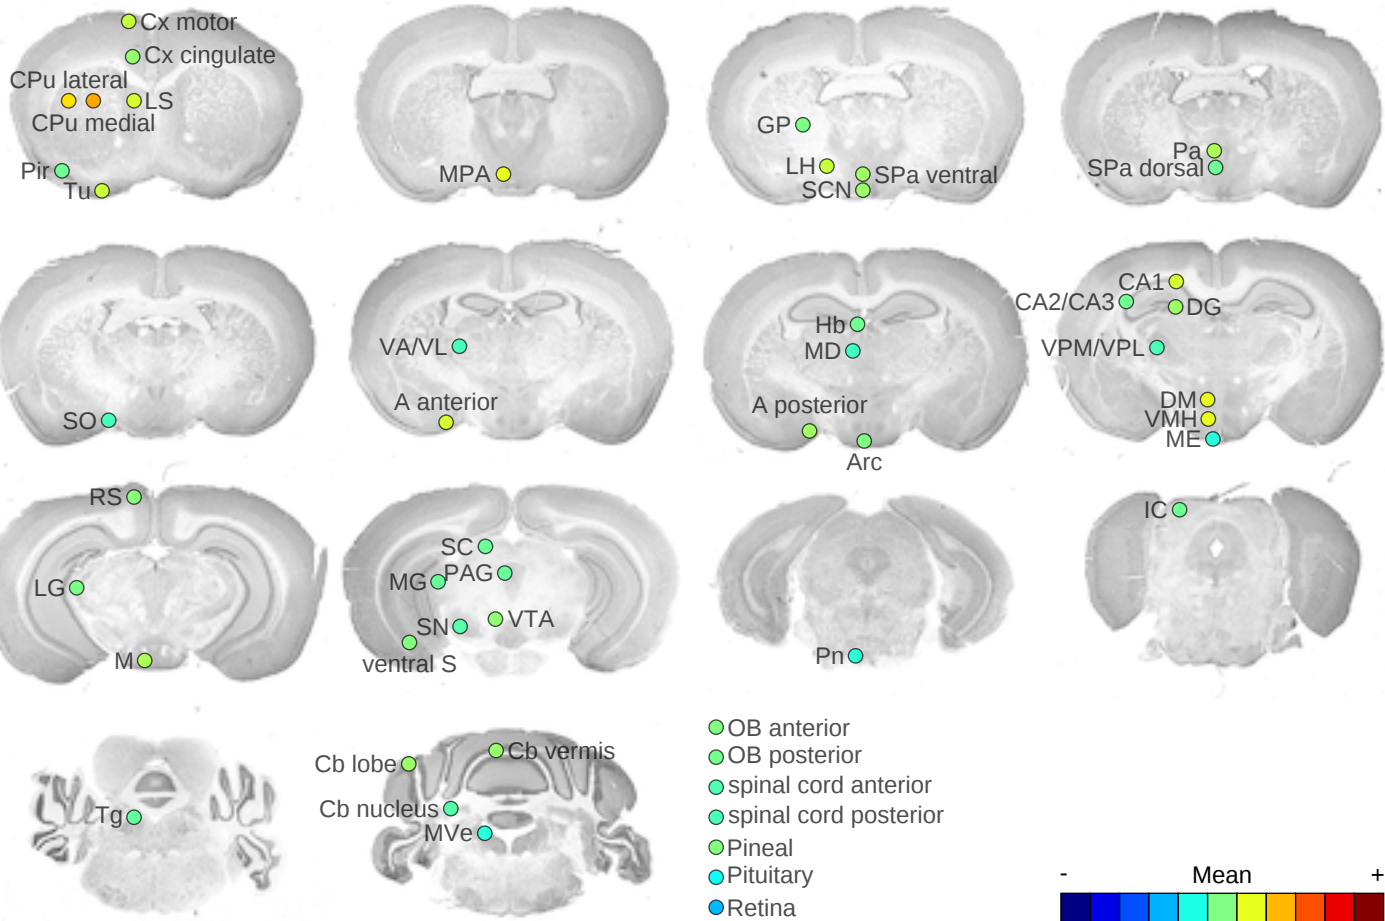 Cx motor
Cx cingulate
CPu lateral
LS
CPu medial
Pir
Tu
MPA
GP
LH
SPa ventral
SCN
Pa
SPa dorsal
SO
VA/VL
A anterior
Hb
MD
A posterior
Arc
CA1
CA2/CA3
DG
VPM/VPL
DM
VMH
ME
RS
LG
M
SC
PAG
MG
VTA
SN
ventral S
Pn
IC
Tg
Cb vermis
Cb lobe
Cb nucleus
MVe
OB anterior
OB posterior
spinal cord anterior
spinal cord posterior
Pineal
Pituitary
Retina
- Mean +